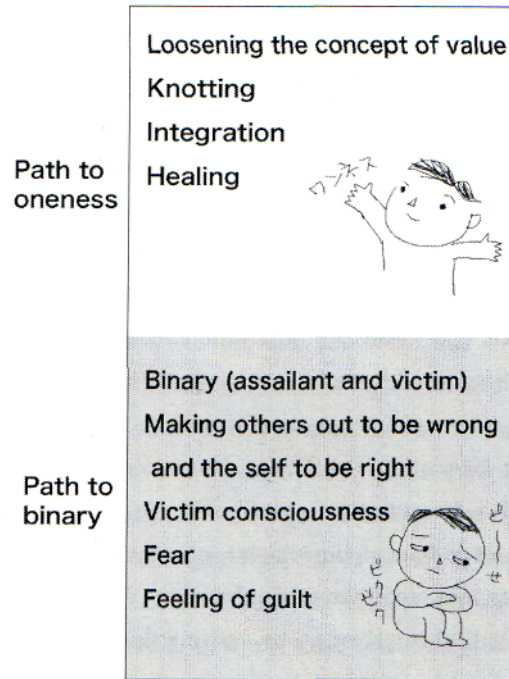 Path to
oneness
Loosening the concept of value
Knotting
Integration
Healing
ワンネス
Path to
binary
Binary (assailant and victim)
Making others out to be wrong
and the self to be right
Victim consciousness
Fear
Feeling of guilt
ビクビク